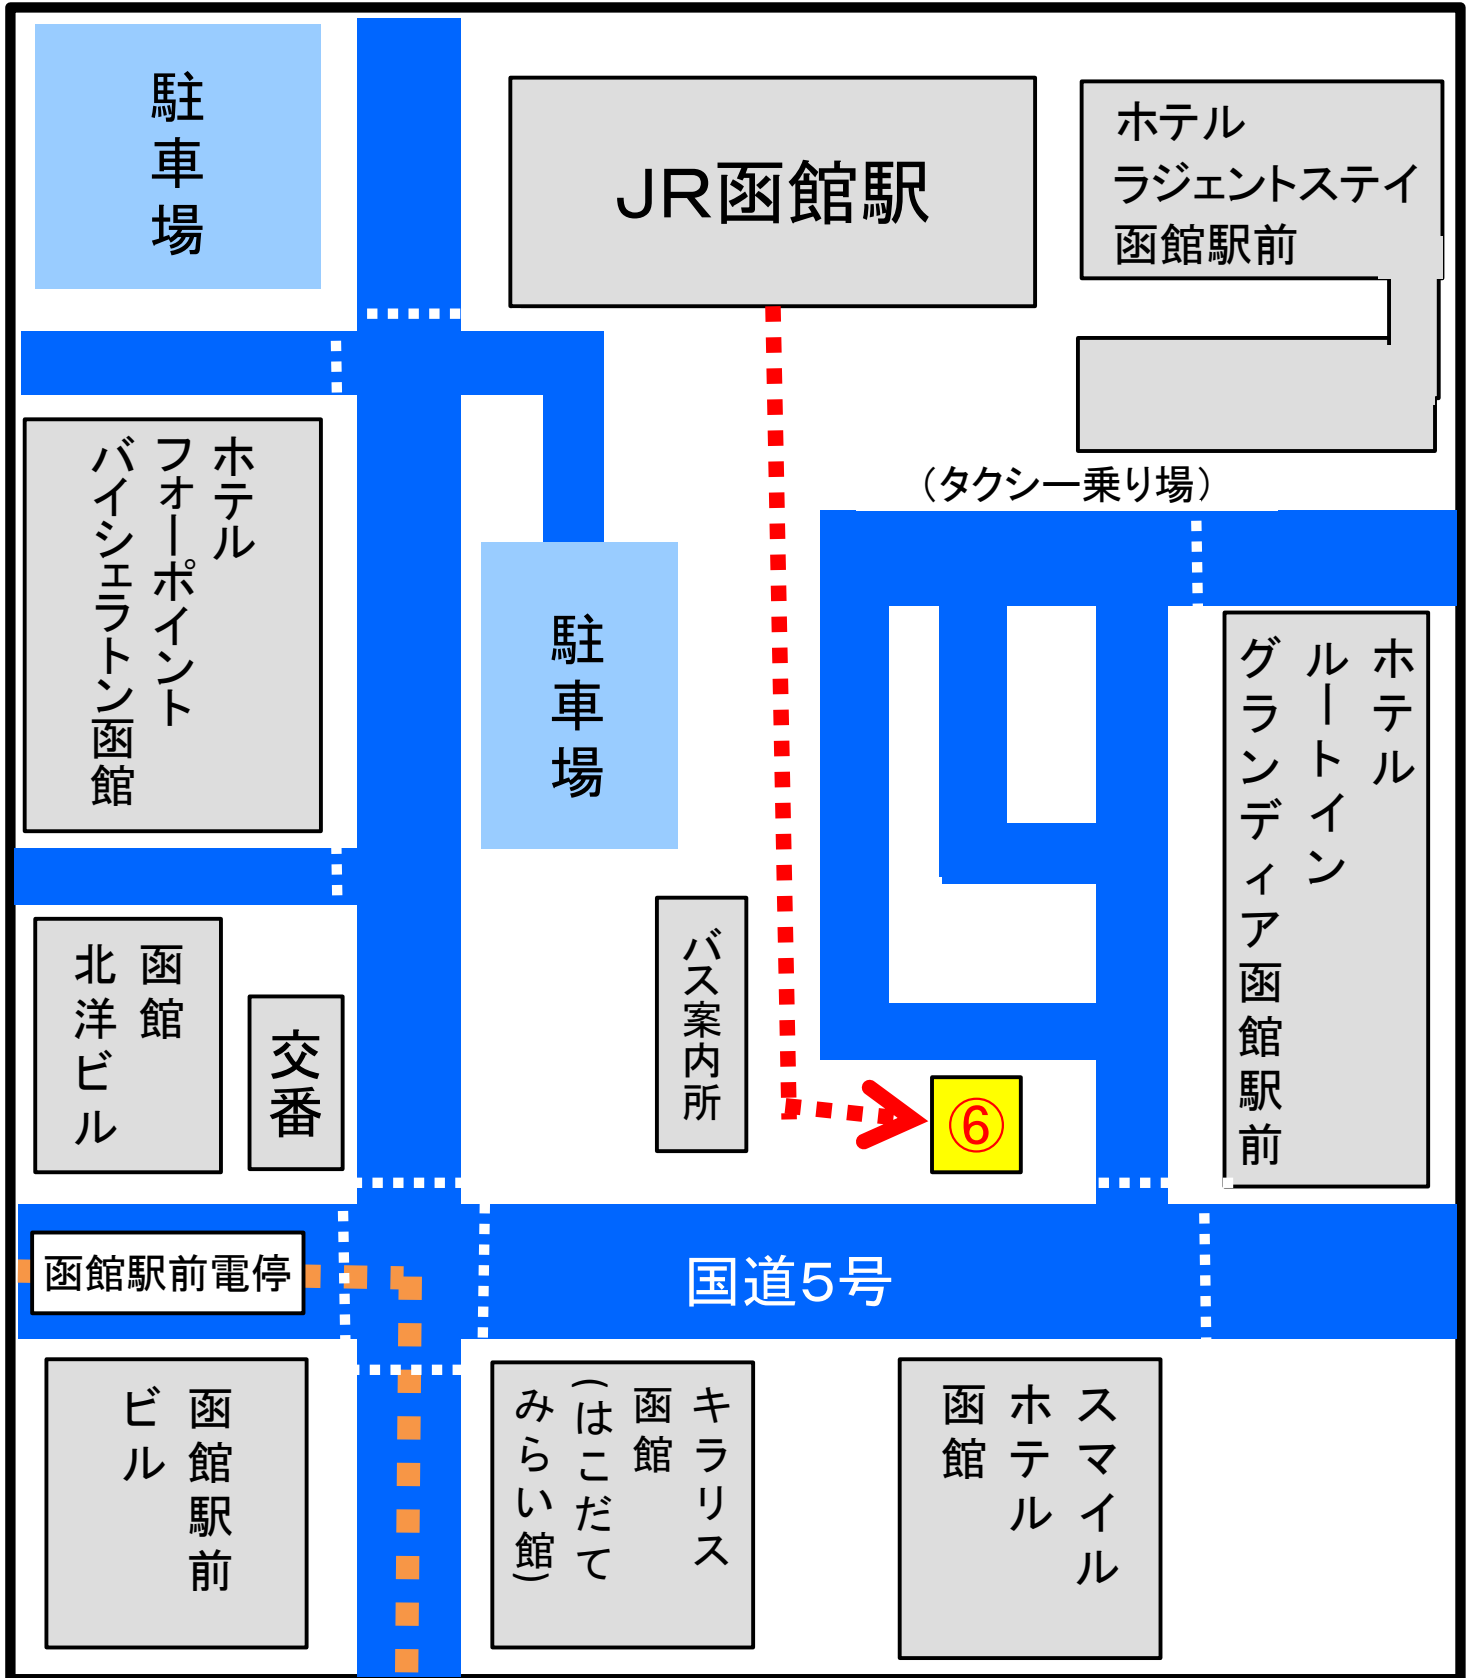 駐車場
JR函館駅
ホテル
ラジェントステイ
函館駅前
ホテル
フォーポイント
バイシェラトン函館
(タクシー乗り場)
駐車場
ホテル
ルートイン
グランディア函館駅前
函館
北洋ビル
交番
バス案内所
⑥
函館駅前電停
国道5号
函館駅前
ビル
キラリス
函館
(はこだて
みらい館)
スマイル
ホテル
函館